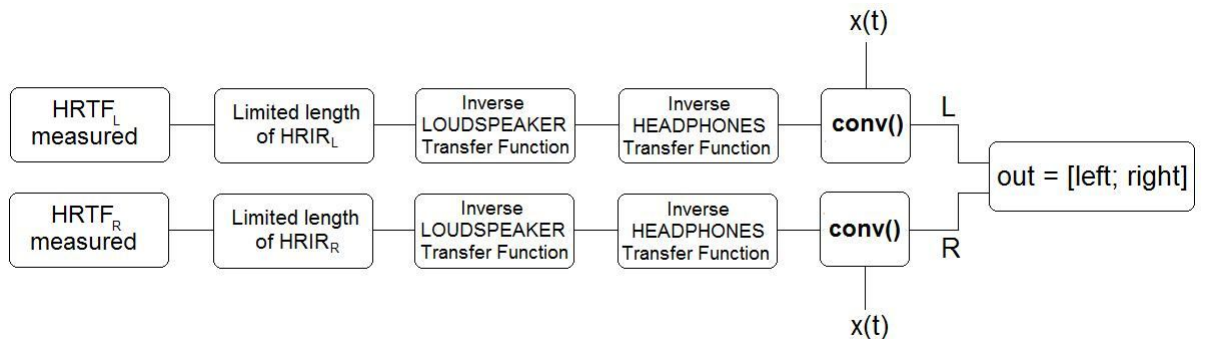 x(t)
HRTF_L
measured
Limited length
of HRIR_L
Inverse
LOUDSPEAKER
Transfer Function
Inverse
HEADPHONES
Transfer Function
conv()
L
out = [left; right]
HRTF_R
measured
Limited length
of HRIR_R
Inverse
LOUDSPEAKER
Transfer Function
Inverse
HEADPHONES
Transfer Function
conv()
R
x(t)